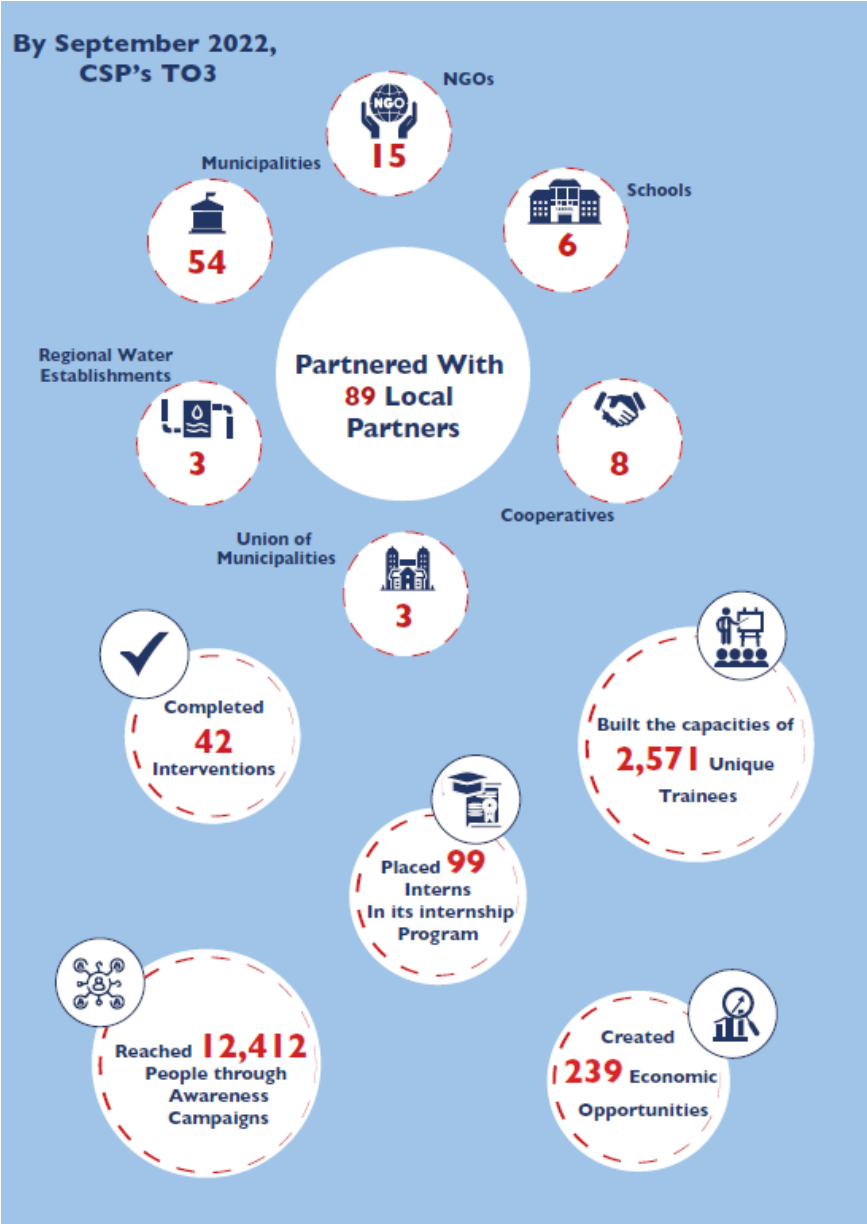 By September 2022,
CSP's TO3
NGOs
NGO
15
Municipalities
54
Schools
6
Regional Water
Establishments
3
Partnered With
89 Local
Partners
8
Cooperatives
Union of
Municipalities
3
Completed
42
Interventions
Built the capacities of
2,571 Unique
Trainees
Placed 99
Interns
In its internship
Program
Reached 12,412
People through
Awareness
Campaigns
Created
239 Economic
Opportunities